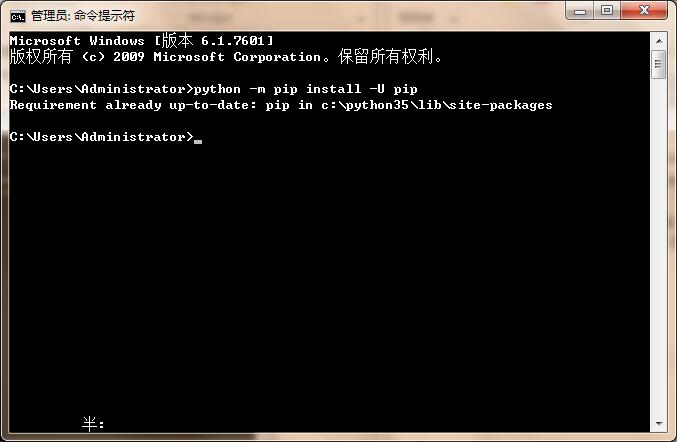 管理员: 命令提示符
Microsoft Windows [版本 6.1.7601]
版权所有 (c) 2009 Microsoft Corporation。保留所有权利。
C:\Users\Administrator>python -m pip install -U pip
Requirement already up-to-date: pip in c:\python35\lib\site-packages
C:\Users\Administrator>_
半: